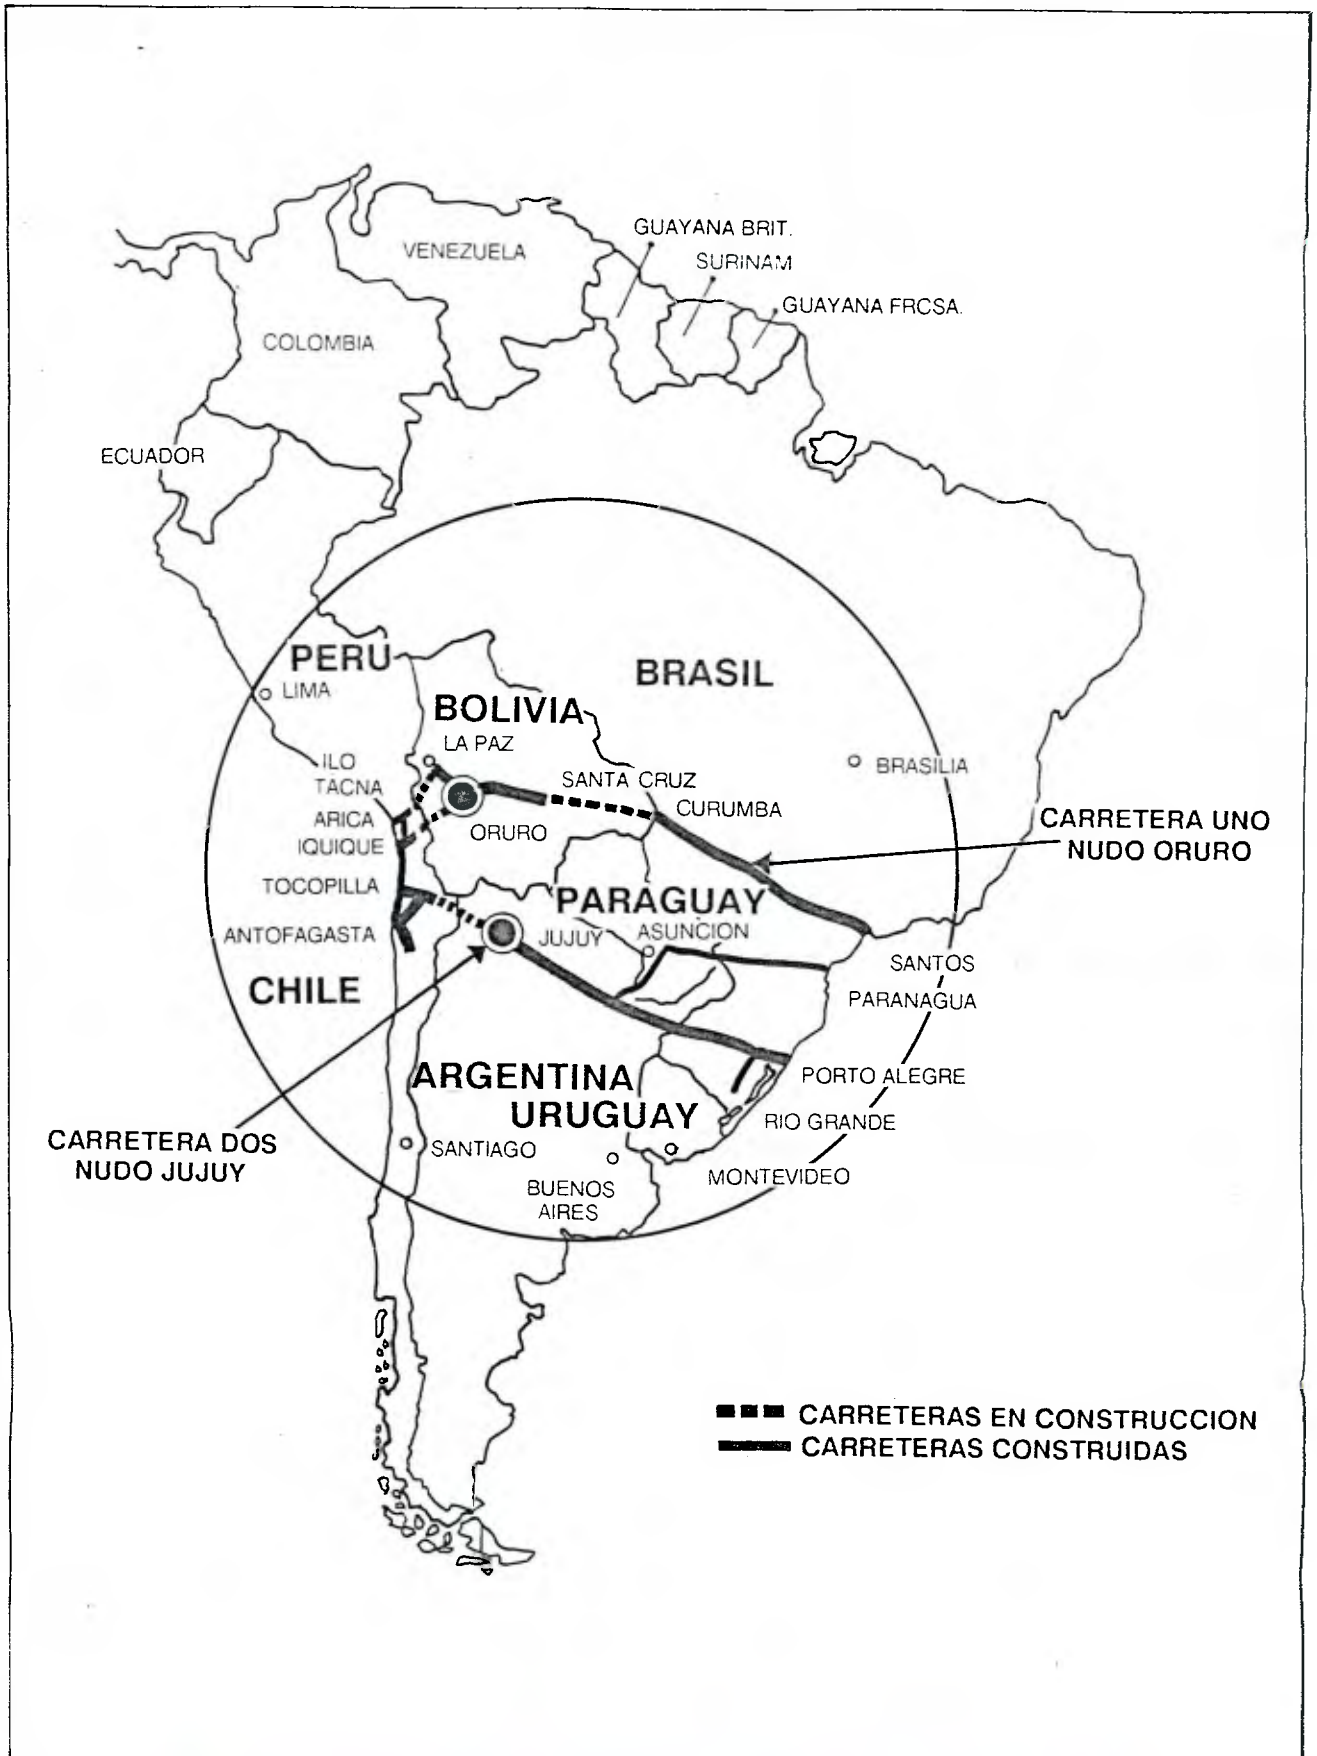 GUAYANA BRIT.
VENEZUELA
SURINAM
GUAYANA FRCSA.
COLOMBIA
ECUADOR
PERU
BRASIL
LIMA
BOLIVIA
LA PAZ
ILO
TACNA
SANTA CRUZ
BRASILIA
CURUMBA
ARICA
ORURO
IQUIQUE
CARRETERA UNO
NUDO ORURO
TOCOPILLA
PARAGUAY
ANTOFAGASTA
JUJUY
ASUNCION
SANTOS
CHILE
PARANAGUA
ARGENTINA
PORTO ALEGRE
URUGUAY
RIO GRANDE
CARRETERA DOS
NUDO JUJUY
SANTIAGO
MONTEVIDEO
BUENOS
AIRES
CARRETERAS EN CONSTRUCCION
CARRETERAS CONSTRUIDAS